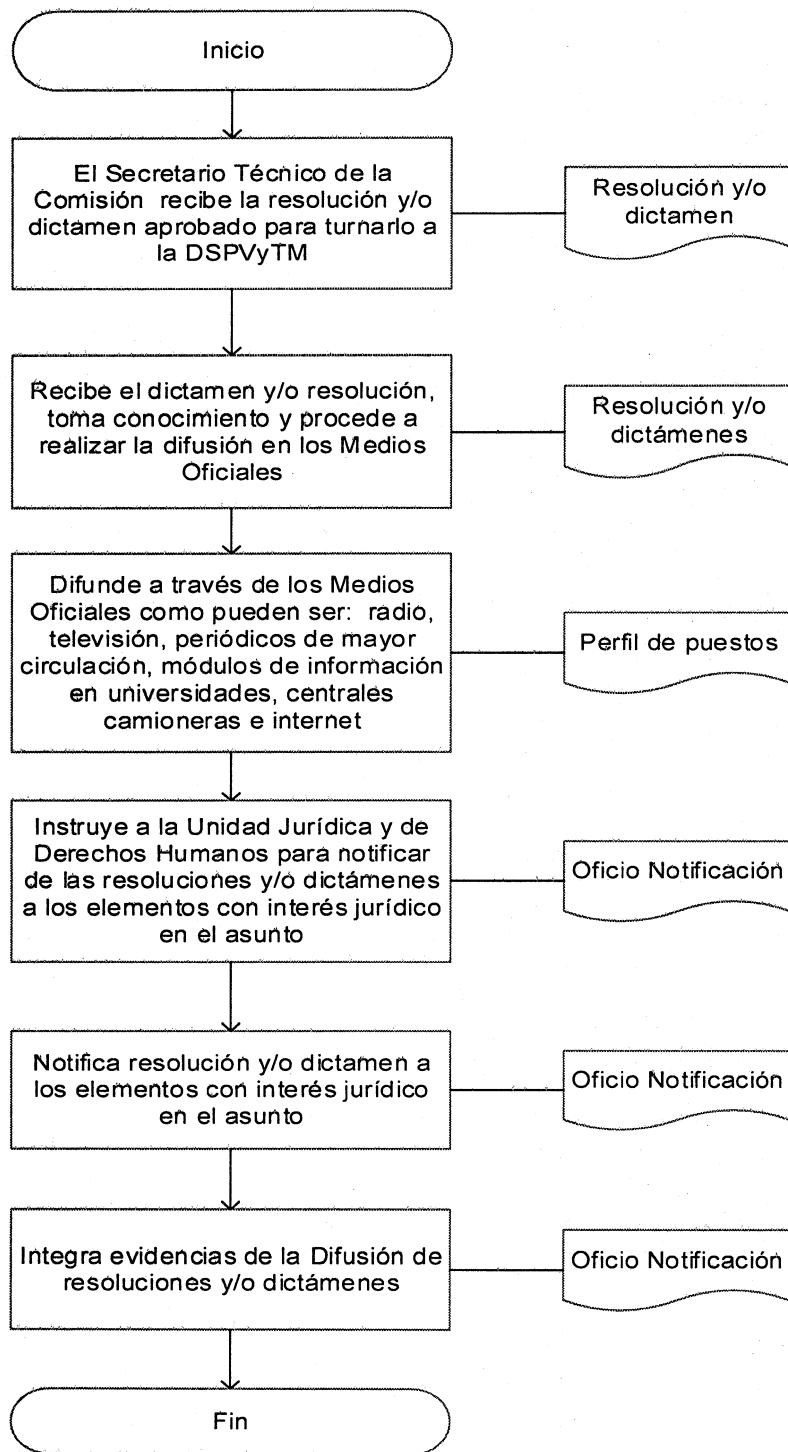 Inicio
El Secretario Técnico de la
Comisión recibe la resolución y/o
dictamen aprobado para turnarlo a
la DSPVyTM
Resolución y/o
dictamen
Recibe el dictamen y/o resolución,
toma conocimiento y procede a
realizar la difusión en los Medios
Oficiales
Resolución y/o
dictámenes
Difunde a través de los Medios
Oficiales como pueden ser: radio,
televisión, periódicos de mayor
circulación, módulos de información
en universidades, centrales
camioneras e internet
Perfil de puestos
Instruye a la Unidad Jurídica y de
Derechos Humanos para notificar
de las resoluciones y/o dictámenes
a los elementos con interés jurídico
en el asunto
Oficio Notificación
Notifica resolución y/o dictamen a
los elementos con interés jurídico
en el asunto
Oficio Notificación
Integra evidencias de la Difusión de
resoluciones y/o dictámenes
Oficio Notificación
Fin